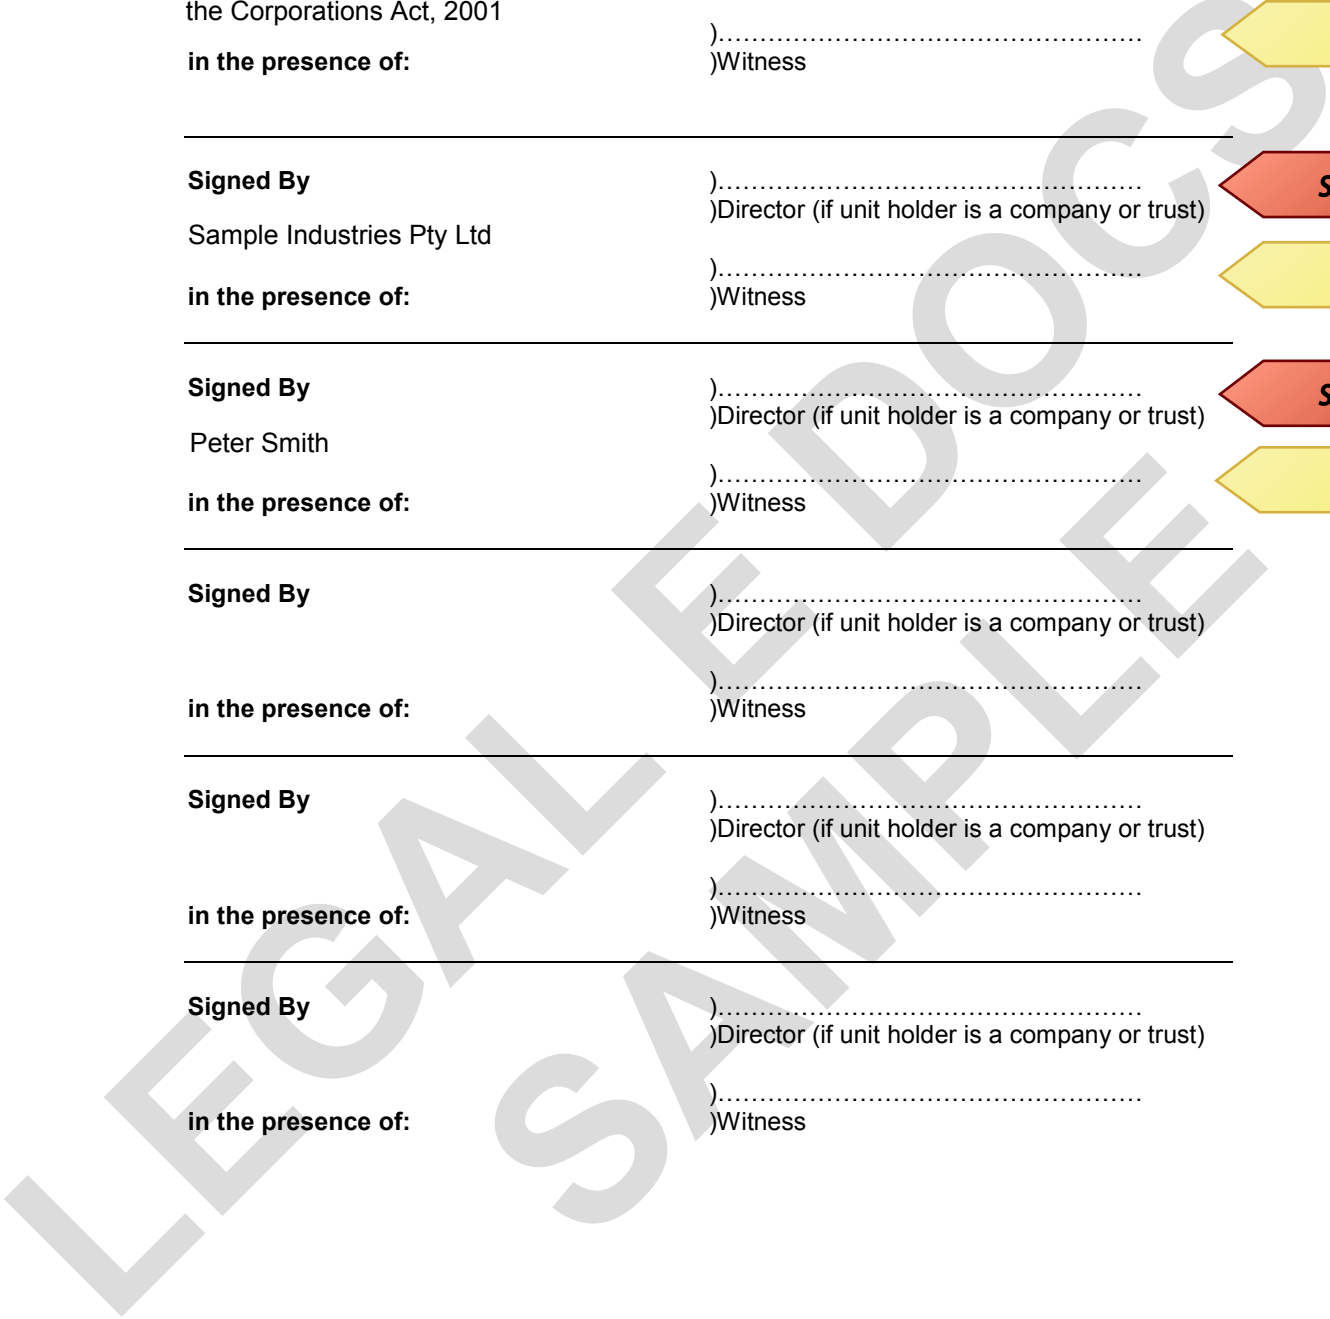 the Corporations Act, 2001
)……………………………………………
in the presence of:
)Witness
Signed By
)……………………………………………
)Director (if unit holder is a company or trust)
Sample Industries Pty Ltd
)……………………………………………
in the presence of:
)Witness
Signed By
)……………………………………………
)Director (if unit holder is a company or trust)
Peter Smith
)……………………………………………
in the presence of:
)Witness
Signed By
)……………………………………………
)Director (if unit holder is a company or trust)
)……………………………………………
in the presence of:
)Witness
Signed By
)……………………………………………
)Director (if unit holder is a company or trust)
)……………………………………………
in the presence of:
)Witness
Signed By
)……………………………………………
)Director (if unit holder is a company or trust)
)……………………………………………
in the presence of:
)Witness
LEGAL E DOCS
SAMPLE